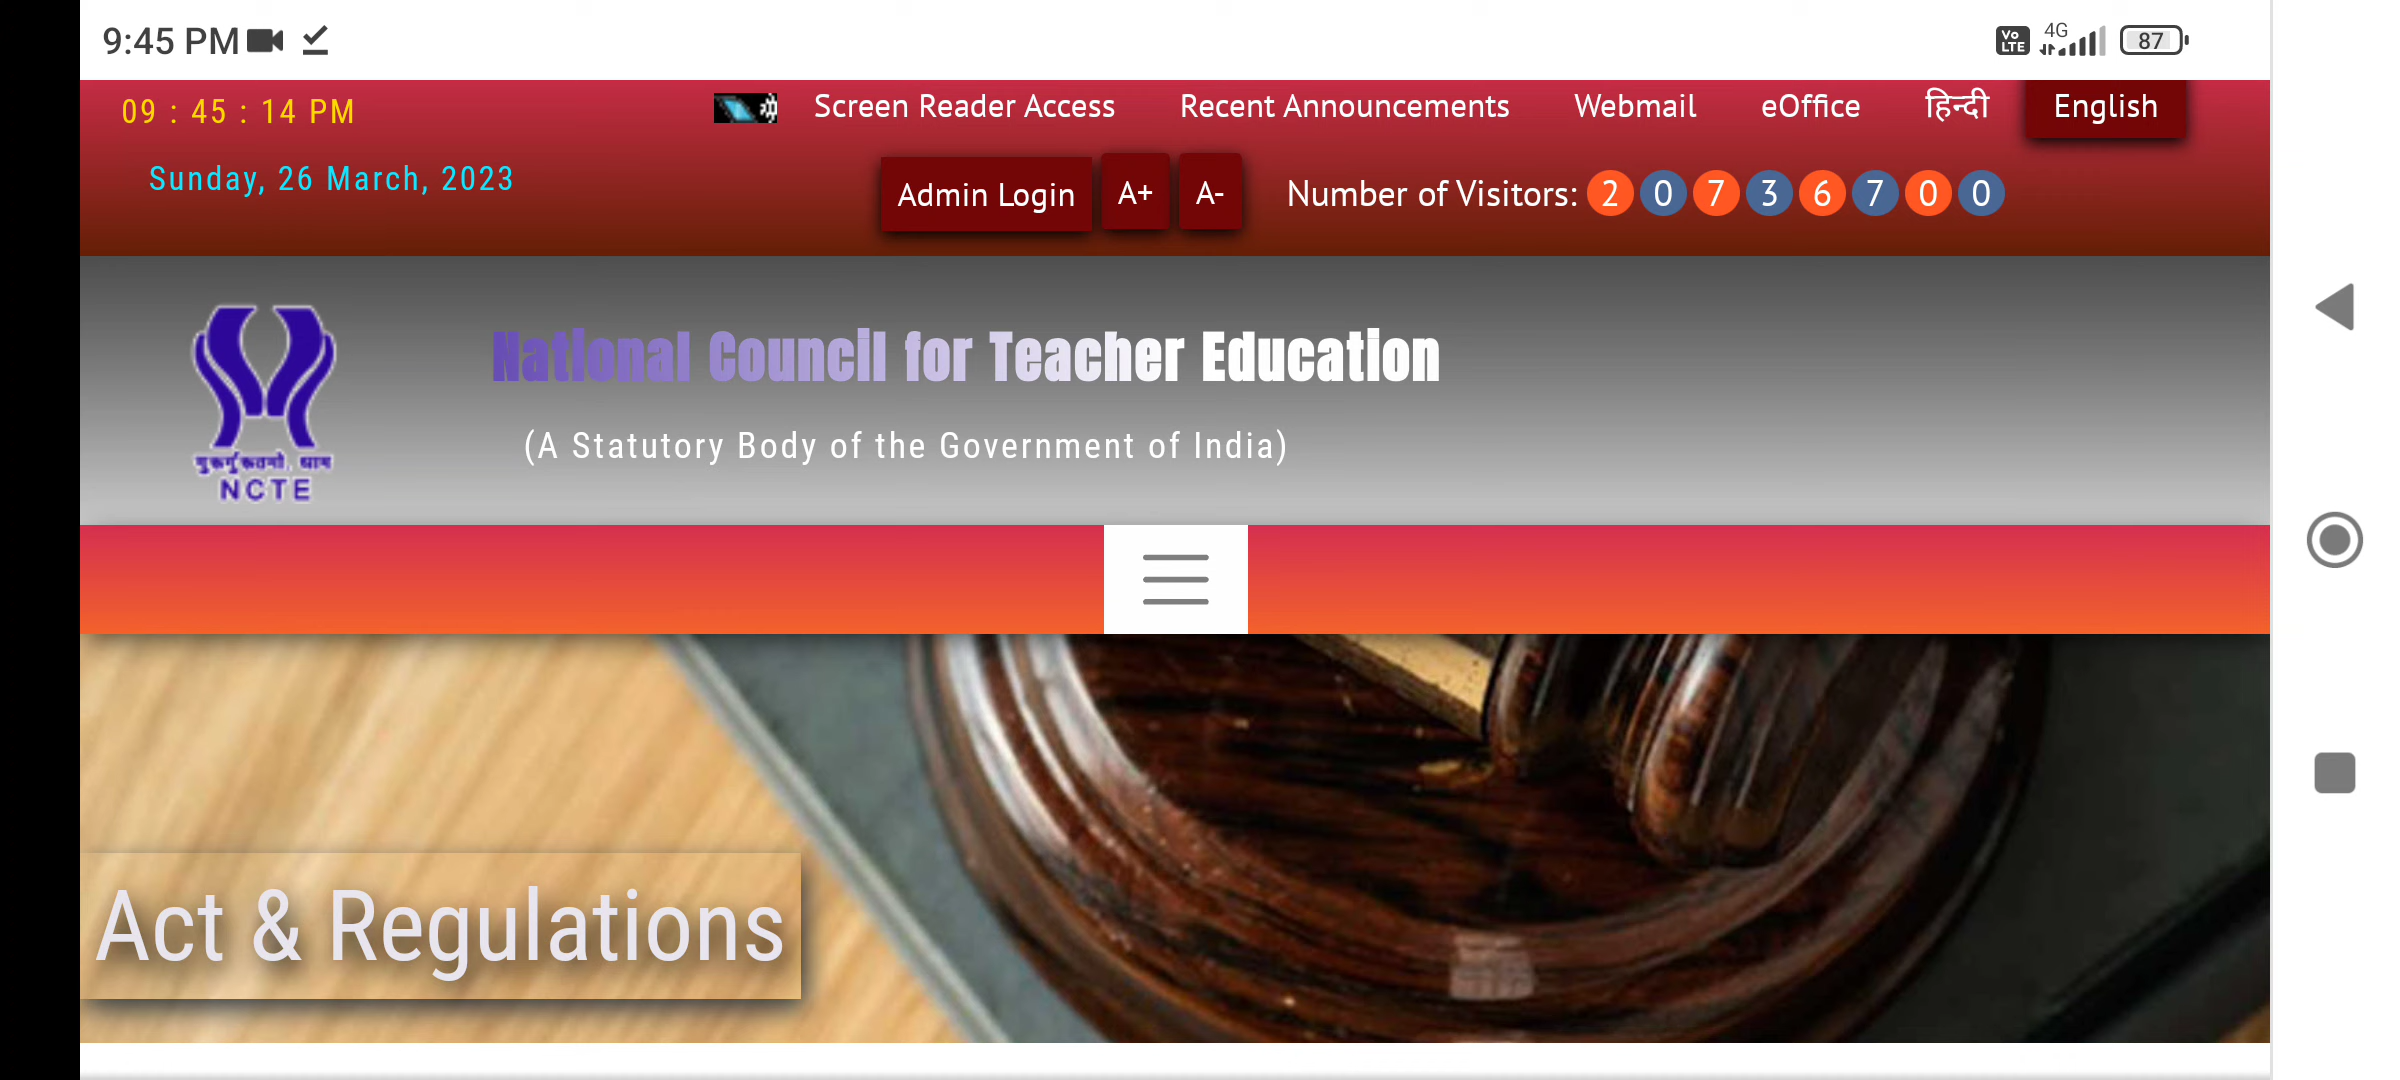 9:45 PM
Vo LTE 4G 87
09 : 45 : 14 PM
Screen Reader Access Recent Announcements Webmail eOffice हिन्दी English
Sunday, 26 March, 2023
Admin Login A+ A- Number of Visitors: 2 0 7 3 6 7 0 0
National Council for Teacher Education
(A Statutory Body of the Government of India)
NCTE
Act & Regulations